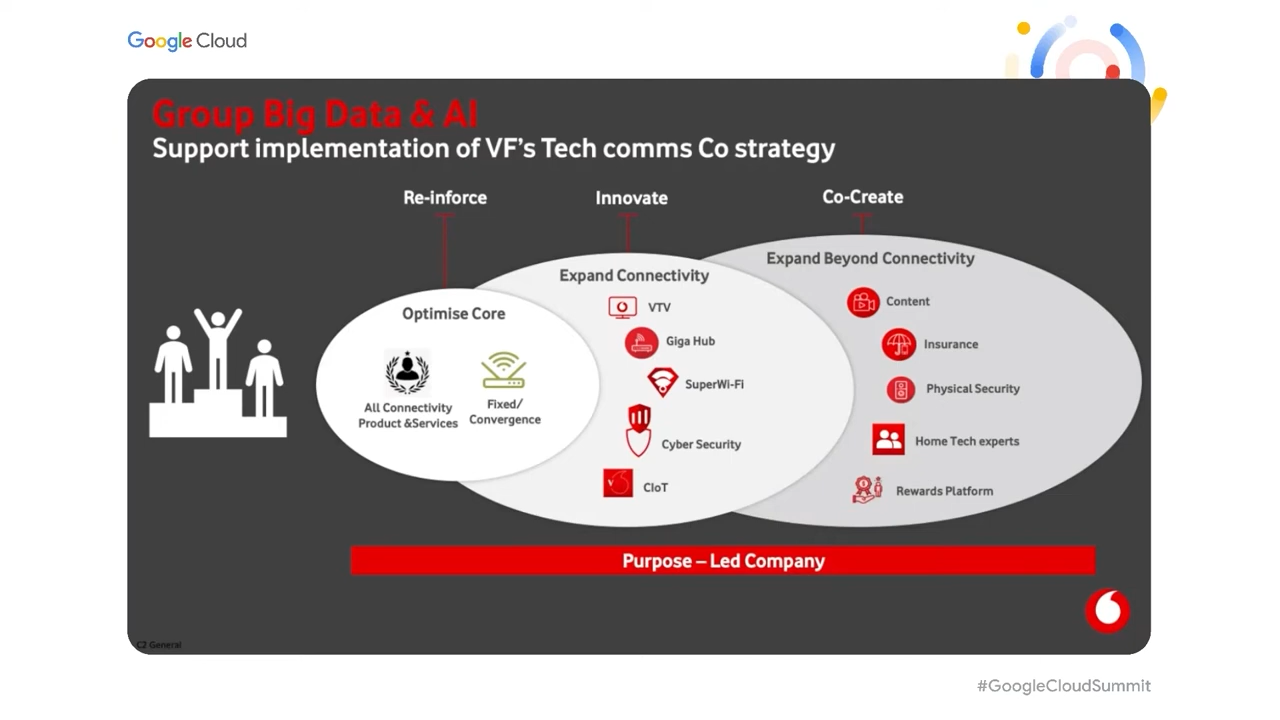 Google Cloud
Group Big Data & AI
Support implementation of VF's Tech comms Co strategy
Re-inforce
Innovate
Co-Create
Optimise Core
All Connectivity
Product &Services
Fixed/
Convergence
Expand Connectivity
VTV
Giga Hub
SuperWi-Fi
Cyber Security
CIoT
Expand Beyond Connectivity
Content
Insurance
Physical Security
Home Tech experts
Rewards Platform
Purpose – Led Company
C2 General
#GoogleCloudSummit